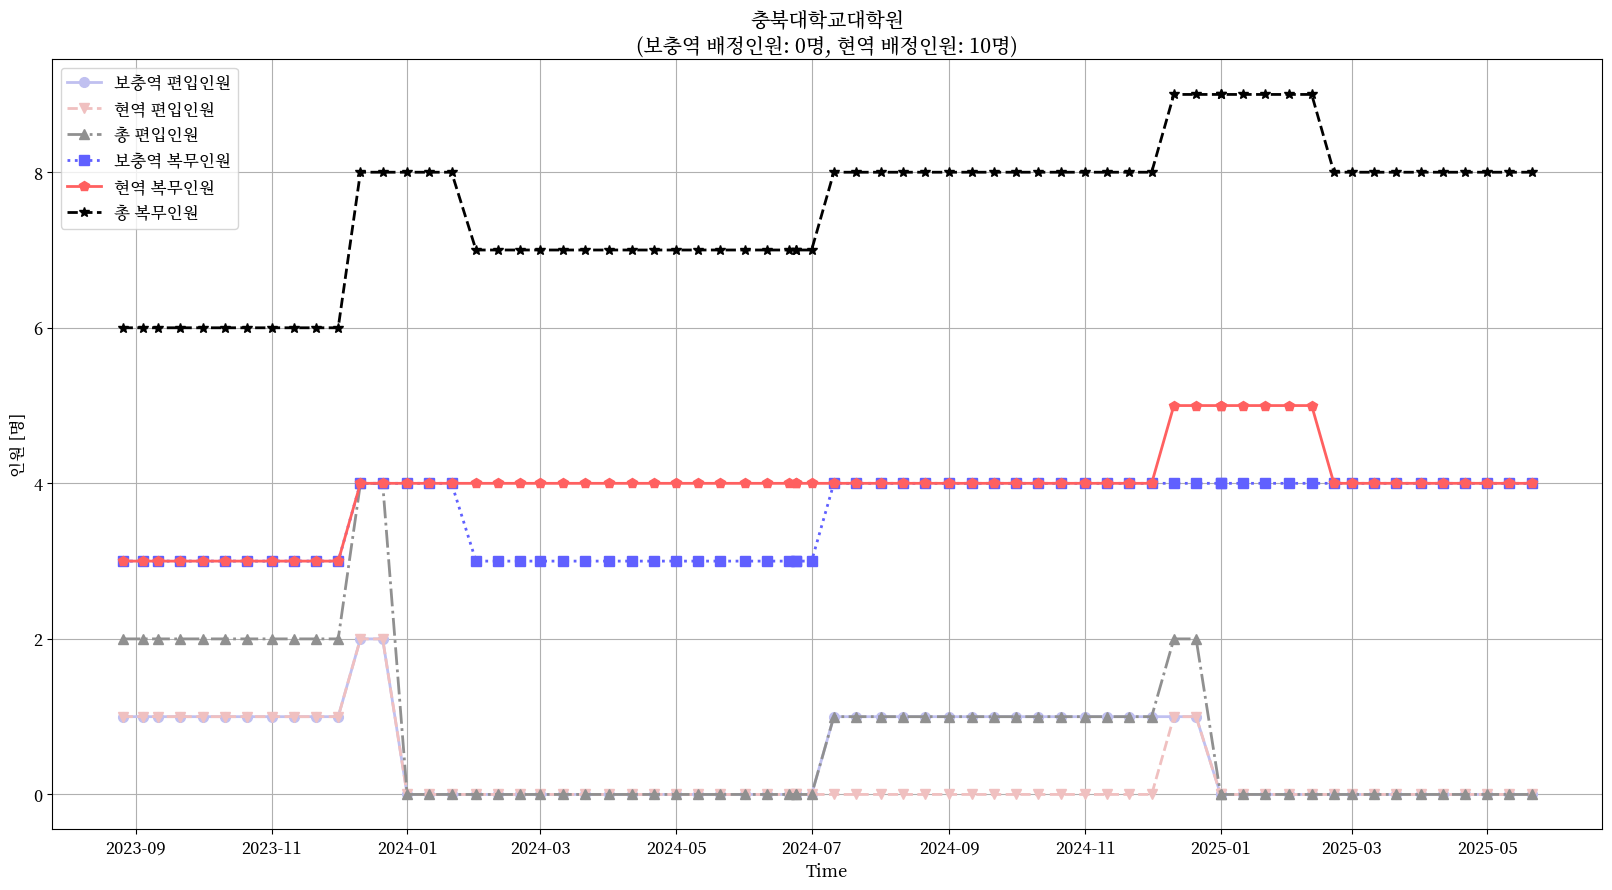 충북대학교대학원
(보충역 배정인원: 0명, 현역 배정인원: 10명)
보충역 편입인원
현역 편입인원
총 편입인원
보충역 복무인원
현역 복무인원
총 복무인원
인원 [명]
8
6
4
2
0
2023-09 2023-11 2024-01 2024-03 2024-05 2024-07 2024-09 2024-11 2025-01 2025-03 2025-05
Time